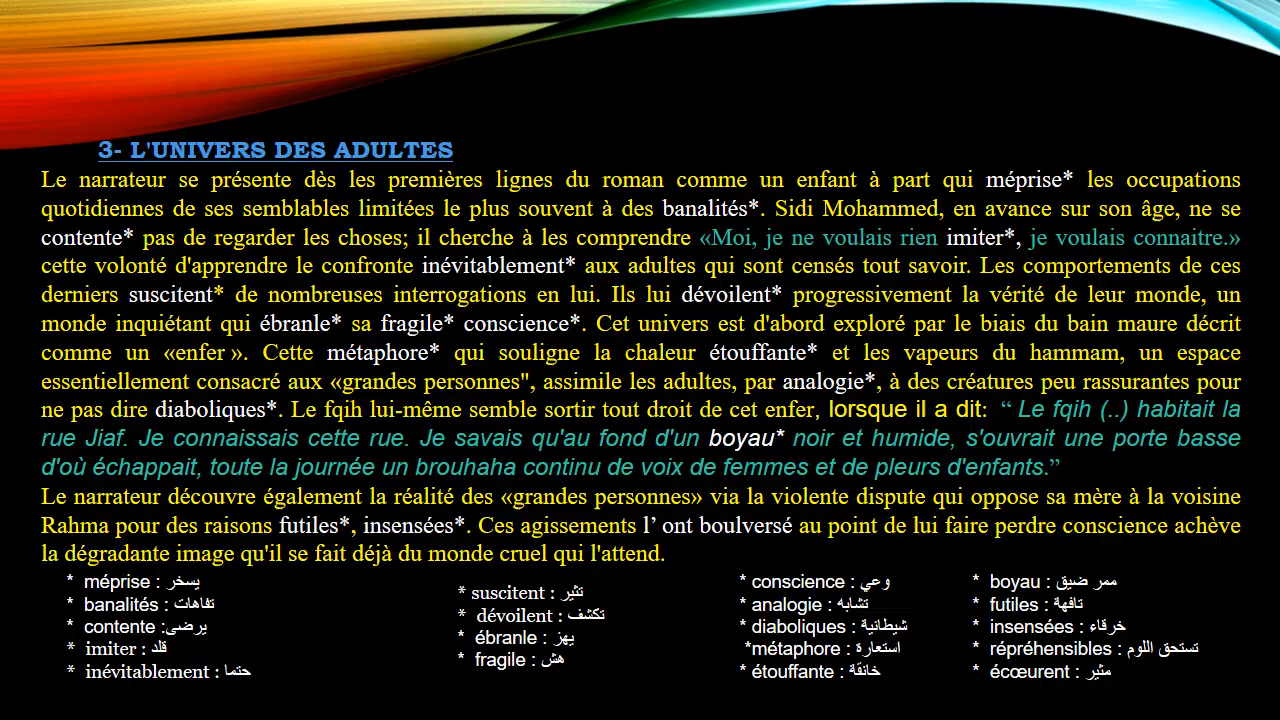 3- L'UNIVERS DES ADULTES
Le narrateur se présente dès les premières lignes du roman comme un enfant à part qui méprise* les occupations
quotidiennes de ses semblables limitées le plus souvent à des banalités*. Sidi Mohammed, en avance sur son âge, ne se
contente* pas de regarder les choses; il cherche à les comprendre «Moi, je ne voulais rien imiter*, je voulais connaitre.»
cette volonté d'apprendre le confronte inévitablement* aux adultes qui sont censés tout savoir. Les comportements de ces
derniers suscitent* de nombreuses interrogations en lui. Ils lui dévoilent* progressivement la vérité de leur monde, un
monde inquiétant qui ébranle* sa fragile* conscience*. Cet univers est d'abord exploré par le biais du bain maure décrit
comme un «enfer ». Cette métaphore* qui souligne la chaleur étouffante* et les vapeurs du hammam, un espace
essentiellement consacré aux «grandes personnes", assimile les adultes, par analogie*, à des créatures peu rassurantes pour
ne pas dire diaboliques*. Le fqih lui-même semble sortir tout droit de cet enfer, lorsque il a dit: “ Le fqih (..) habitait la
rue Jiaf. Je connaissais cette rue. Je savais qu'au fond d'un boyau* noir et humide, s'ouvrait une porte basse
d'où échappait, toute la journée un brouhaha continu de voix de femmes et de pleurs d'enfants.”
Le narrateur découvre également la réalité des «grandes personnes» via la violente dispute qui oppose sa mère à la voisine
Rahma pour des raisons futiles*, insensées*. Ces agissements l’ ont boulversé au point de lui faire perdre conscience achève
la dégradante image qu'il se fait déjà du monde cruel qui l'attend.
* méprise : يسخر
* banalités : تفاهات
* contente :يرضى
* imiter : قلد
* inévitablement : حتما
* suscitent : تثير
* dévoilent : تكشف
* ébranle : يهز
* fragile : هش
* conscience : وعي
* analogie : تشابه
* diaboliques : شيطانية
*métaphore : استعارة
* étouffante : خانقة
* boyau : ممر ضيق
* futiles : تافهة
* insensées : خرقاء
* répréhensibles : تستحق اللوم
* écœurent : مثير